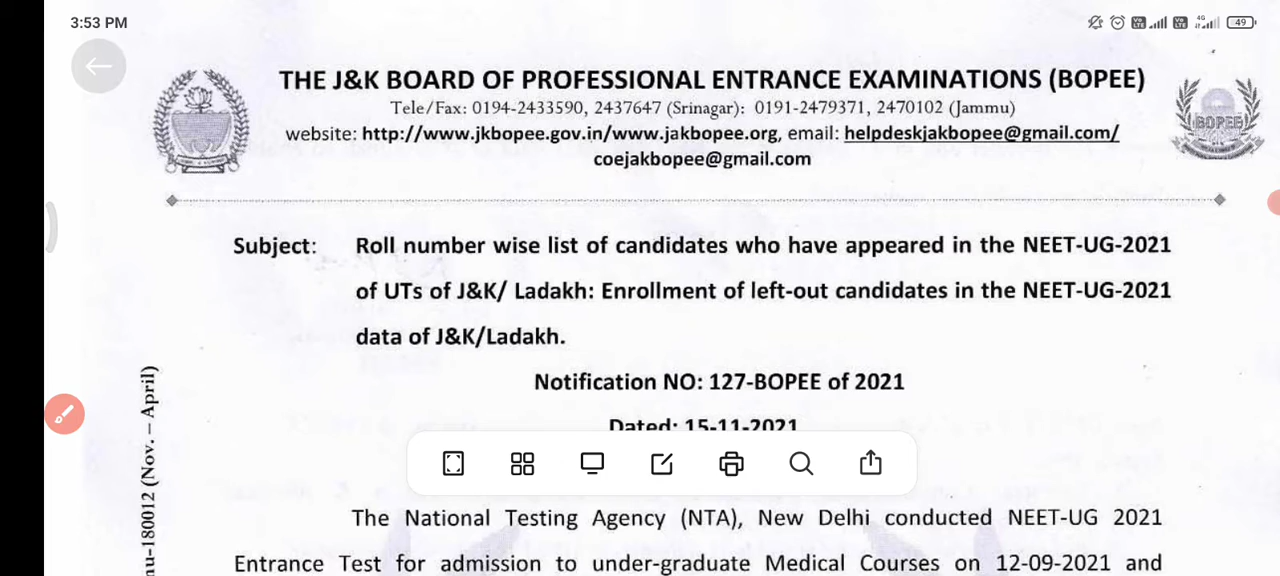 3:53 PM
49
THE J&K BOARD OF PROFESSIONAL ENTRANCE EXAMINATIONS (BOPEE)
Tele/Fax: 0194-2433590, 2437647 (Srinagar): 0191-2479371, 2470102 (Jammu)
website: http://www.jkbopee.gov.in/www.jakbopee.org, email: helpdeskjakbopee@gmail.com/
coejakbopee@gmail.com
BOPEE
Subject: Roll number wise list of candidates who have appeared in the NEET-UG-2021
of UTs of J&K/ Ladakh: Enrollment of left-out candidates in the NEET-UG-2021
data of J&K/Ladakh.
Notification NO: 127-BOPEE of 2021
Dated: 15-11-2021
mu-180012 (Nov. – April)
The National Testing Agency (NTA), New Delhi conducted NEET-UG 2021
Entrance Test for admission to under-graduate Medical Courses on 12-09-2021 and